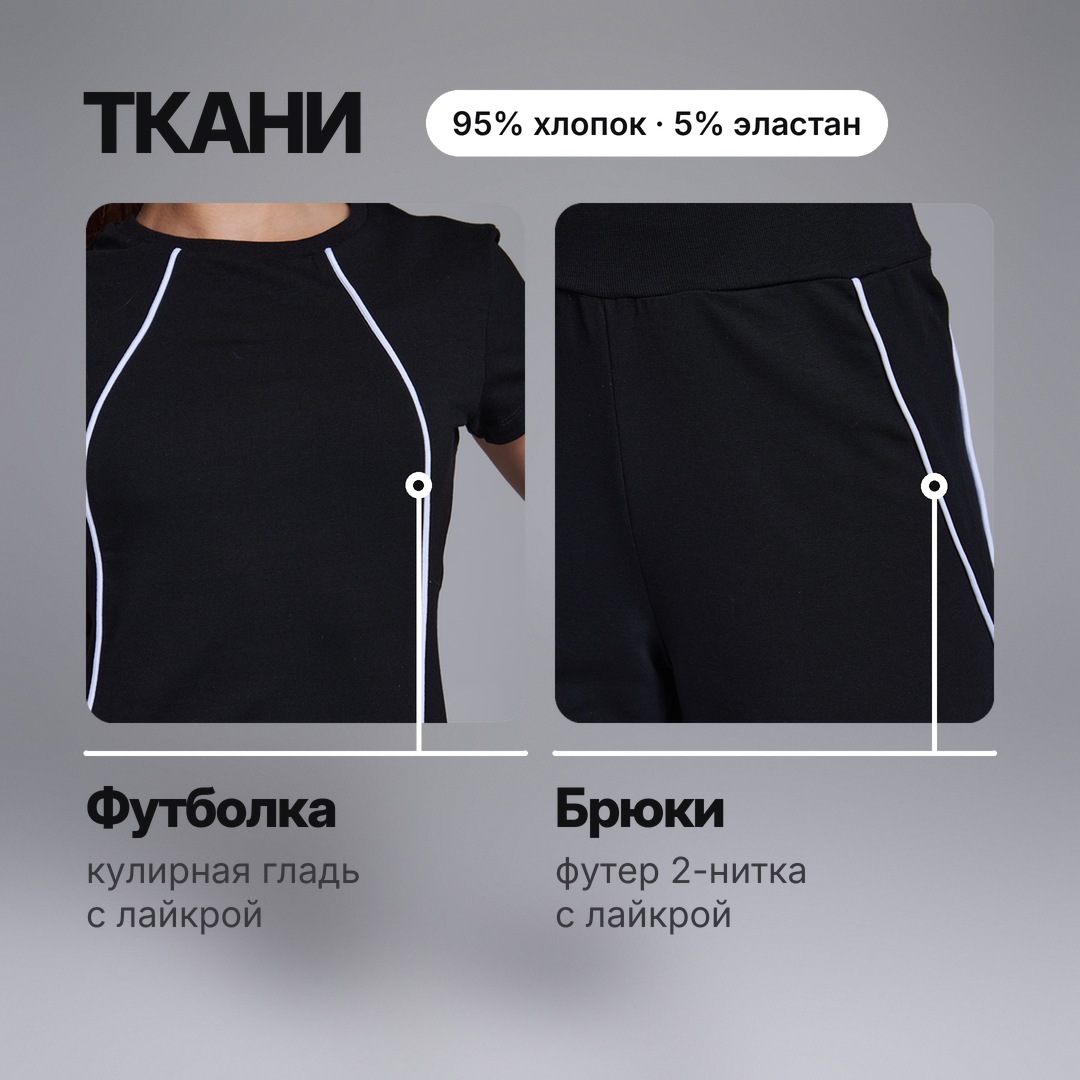 ТКАНИ
95% хлопок · 5% эластан
Футболка
кулирная гладь
с лайкрой
Брюки
футер 2-нитка
с лайкрой